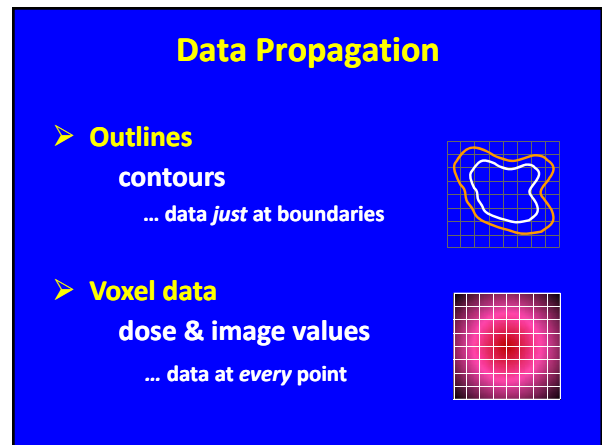 Data Propagation
➢ Outlines
contours
... data just at boundaries
➢ Voxel data
dose & image values
... data at every point